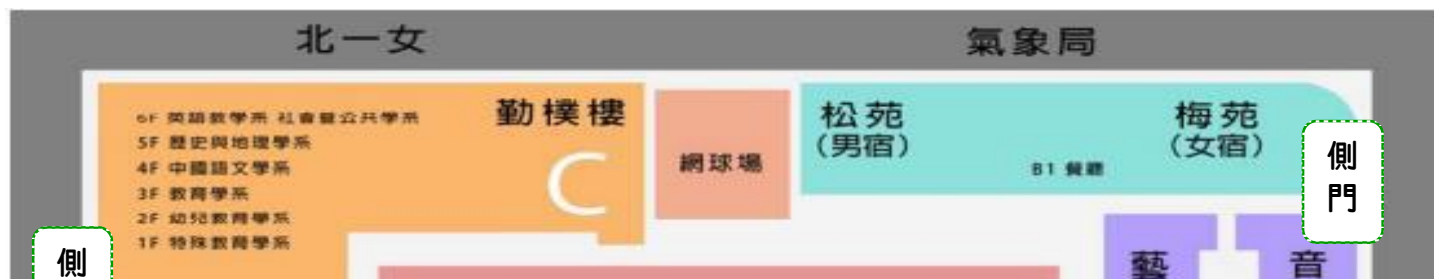 北一女
氣象局
勤樸樓
6F 英語教學系 社會暨公共學系
5F 歷史與地理學系
4F 中國語文學系
3F 教育學系
2F 幼兒教育學系
1F 特殊教育學系
C
網球場
松苑
(男宿)
梅苑
(女宿)
B1 餐廳
側
門
側
藝
音